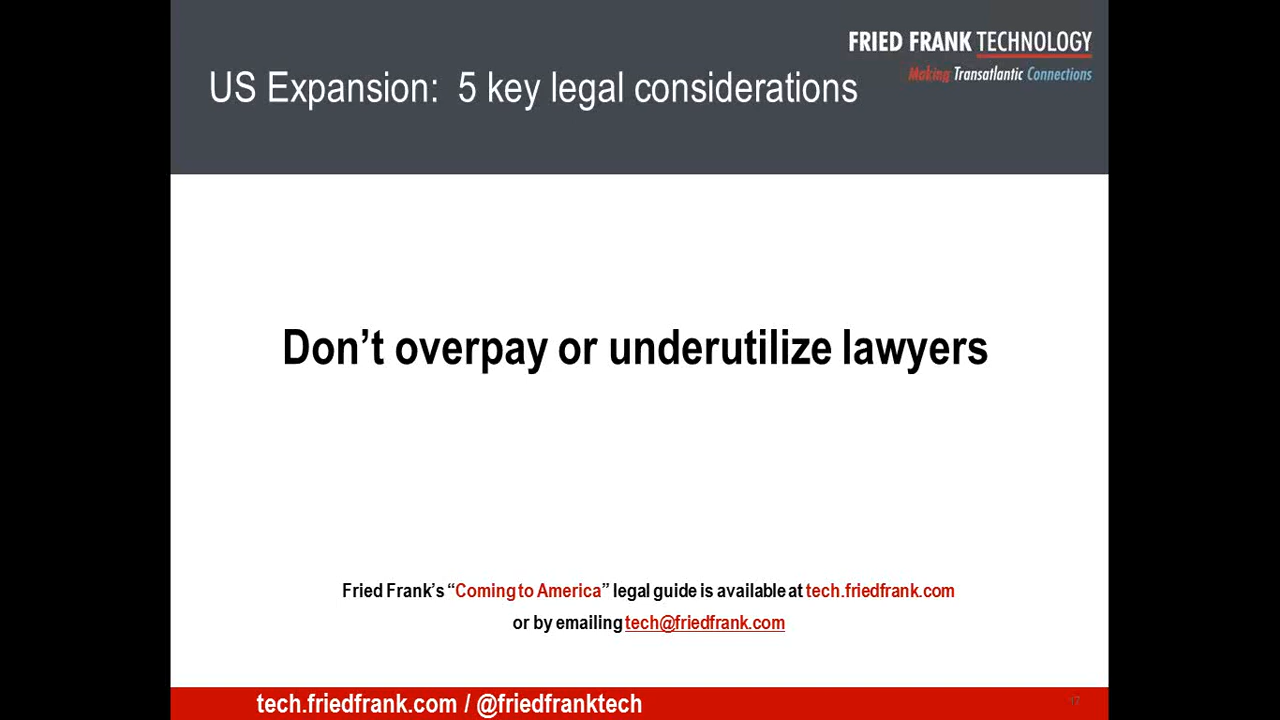 FRIED FRANK TECHNOLOGY
Making Transatlantic Connections
US Expansion: 5 key legal considerations
Don’t overpay or underutilize lawyers
Fried Frank’s “Coming to America” legal guide is available at tech.friedfrank.com
or by emailing tech@friedfrank.com
tech.friedfrank.com / @friedfranktech
17